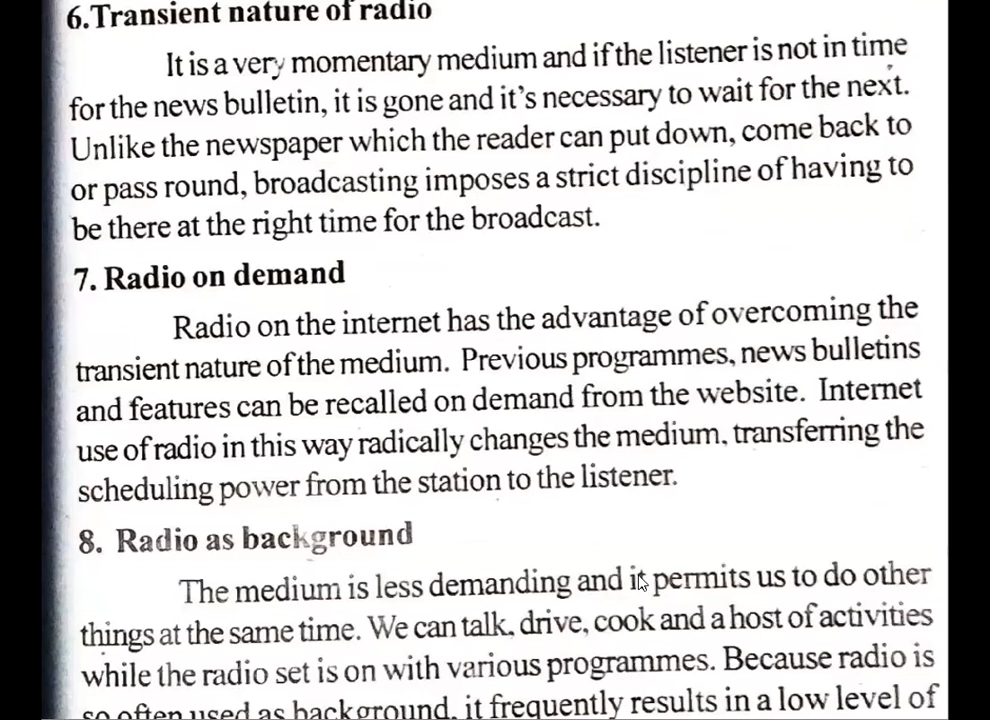 6.Transient nature of radio
It is a very momentary medium and if the listener is not in time
for the news bulletin, it is gone and it's necessary to wait for the next.
Unlike the newspaper which the reader can put down, come back to
or pass round, broadcasting imposes a strict discipline of having to
be there at the right time for the broadcast.
7. Radio on demand
Radio on the internet has the advantage of overcoming the
transient nature of the medium. Previous programmes, news bulletins
and features can be recalled on demand from the website. Internet
use of radio in this way radically changes the medium, transferring the
scheduling power from the station to the listener.
8. Radio as background
The medium is less demanding and it permits us to do other
things at the same time. We can talk, drive, cook and a host of activities
while the radio set is on with various programmes. Because radio is
so often used as background, it frequently results in a low level of